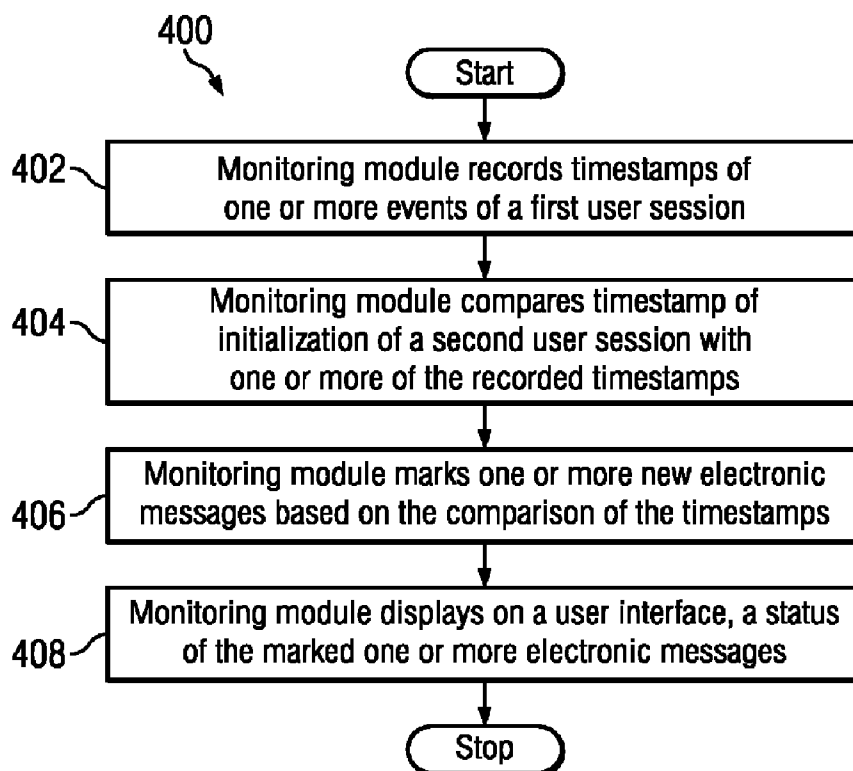 400
Start
402
Monitoring module records timestamps of
one or more events of a first user session
404
Monitoring module compares timestamp of
initialization of a second user session with
one or more of the recorded timestamps
406
Monitoring module marks one or more new electronic
messages based on the comparison of the timestamps
408
Monitoring module displays on a user interface, a status
of the marked one or more electronic messages
Stop